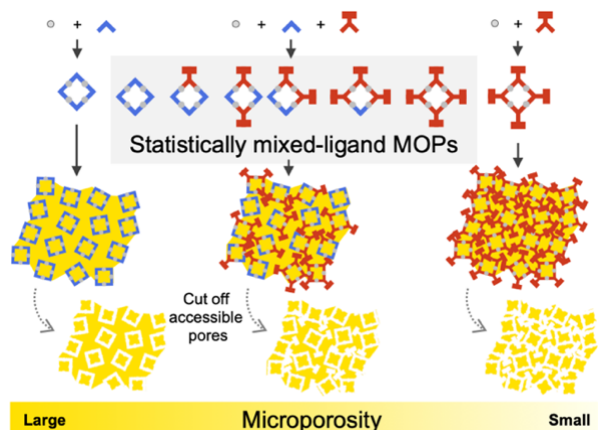 +
+ +
+
Statistically mixed-ligand MOPs
Cut off
accessible
pores
Large Microporosity Small